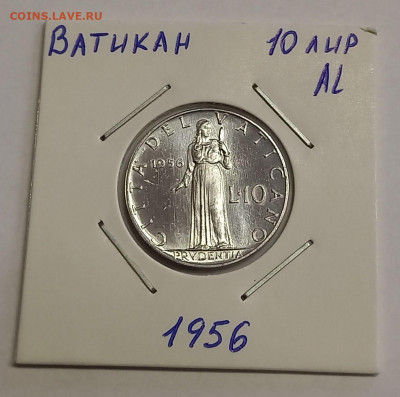 COINS.LAVE.RU
ВАТИКАН 10 ЛИР
AL
CITTA DEL VATICANO
1956
L.10
PRVDENTIA
1956